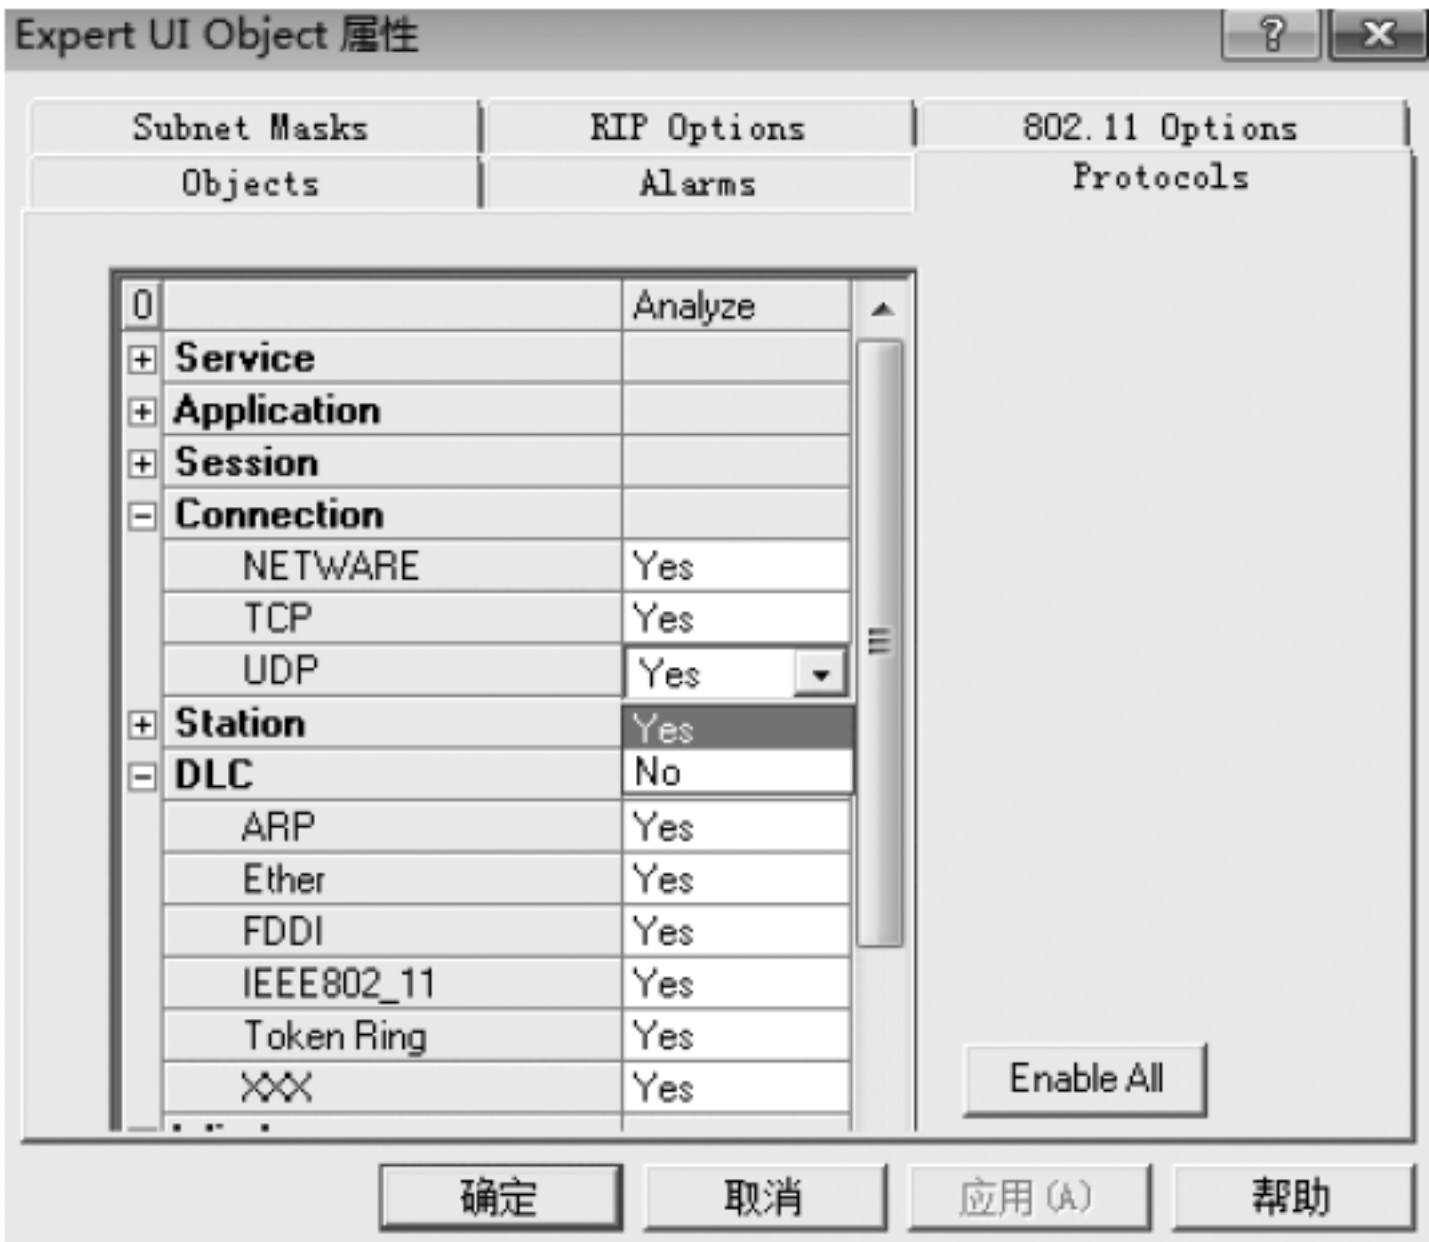 Expert UI Object 属性
Subnet Masks RIP Options 802.11 Options
Objects Alarms Protocols
0 Analyze
Service
Application
Session
Connection
NETWARE Yes
TCP Yes
UDP Yes
Station Yes
DLC No
ARP Yes
Ether Yes
FDDI Yes
IEEE802_11 Yes
Token Ring Yes
XXX Yes
Enable All
确定 取消 应用(A) 帮助